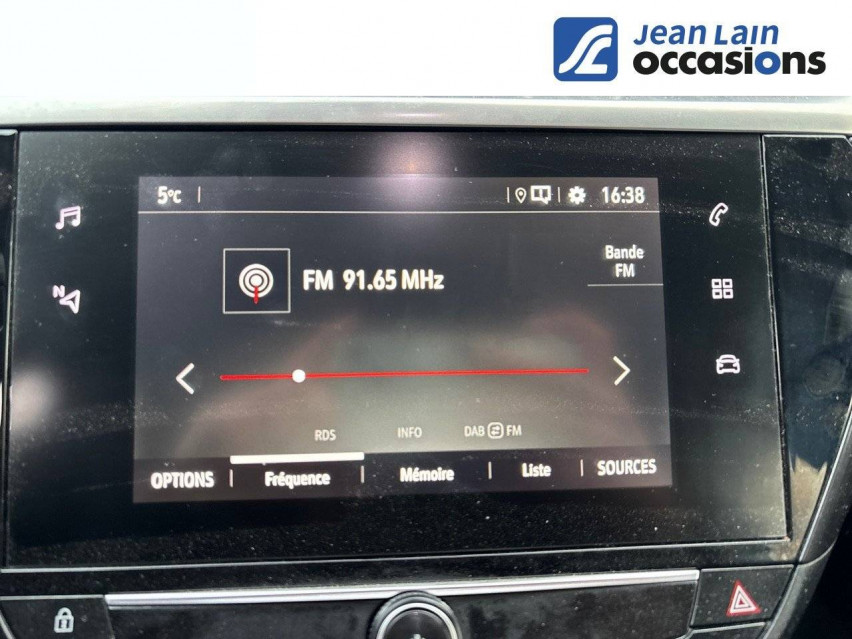 Jean Lain
occasions
5°C
16:38
FM 91.65 MHz
Bande
FM
N
RDS INFO DAB FM
OPTIONS Fréquence Mémoire Liste SOURCES